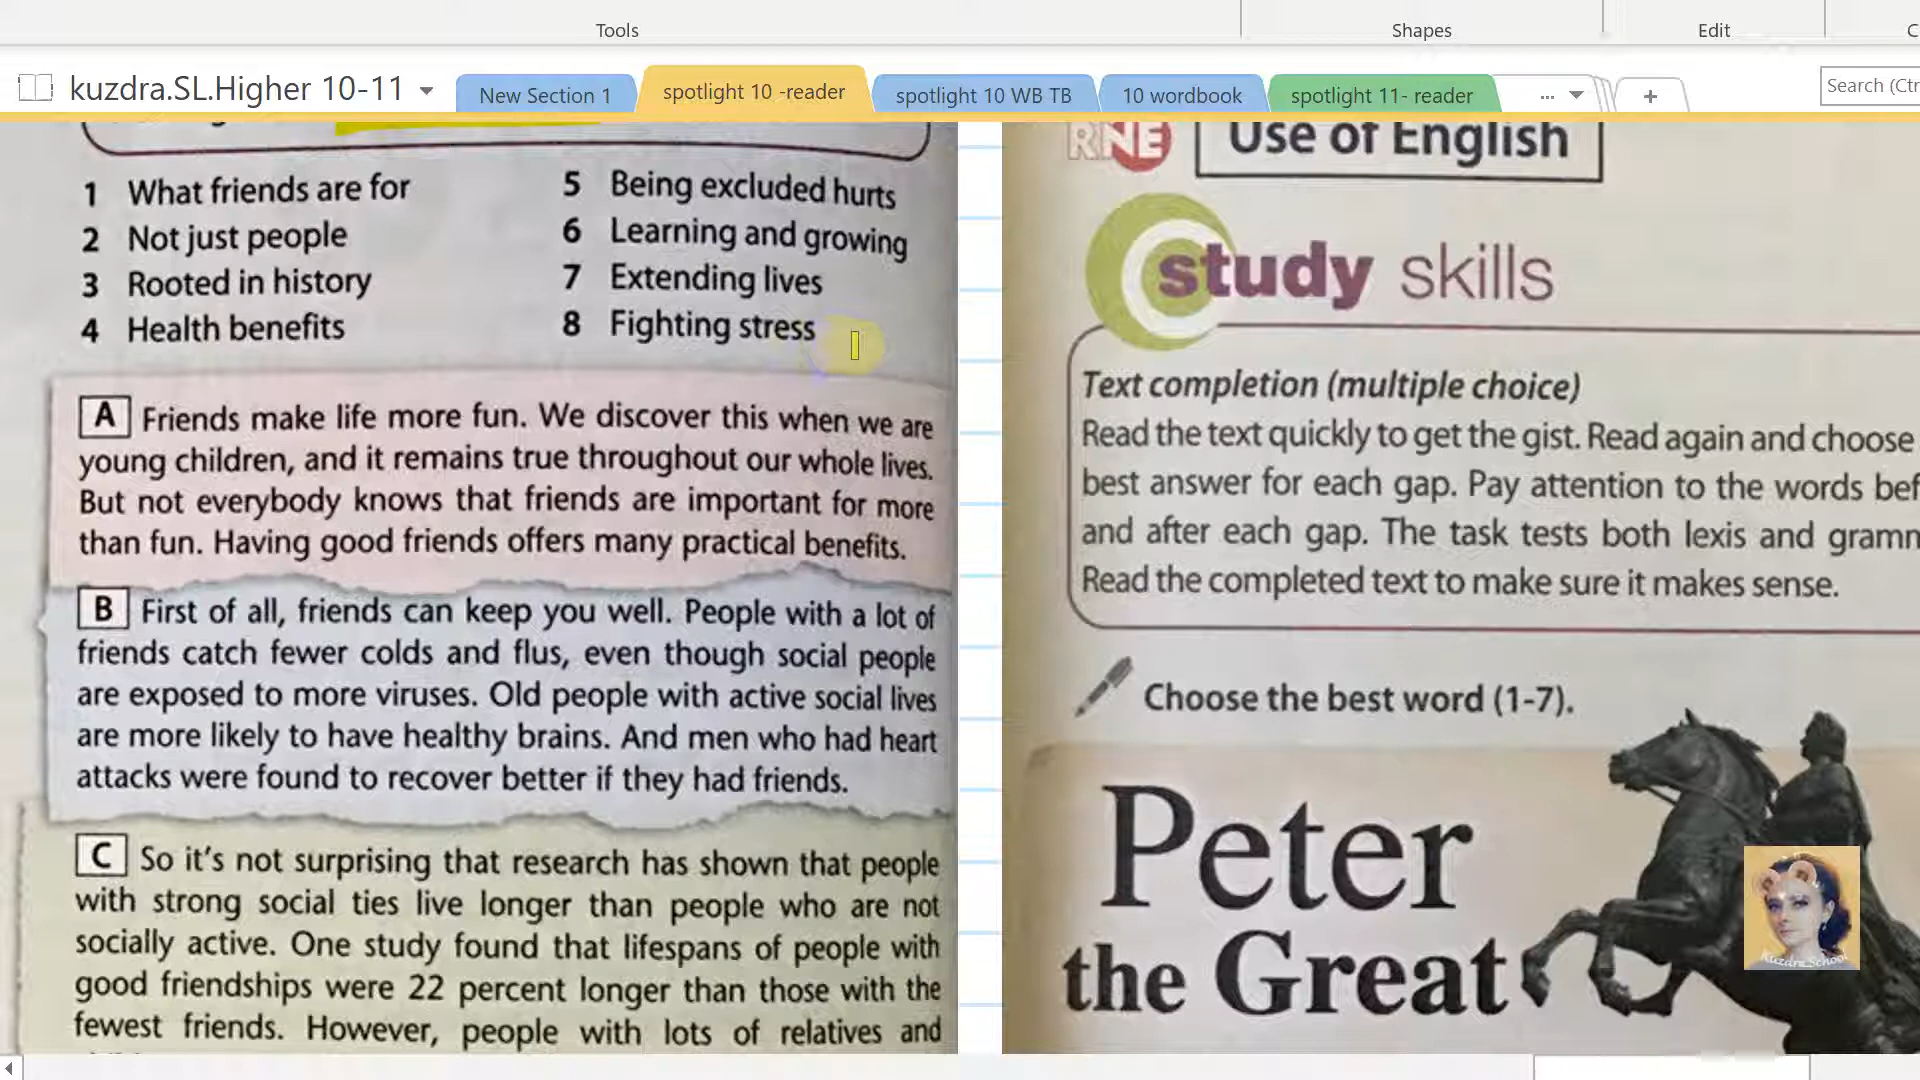 Tools
Shapes
Edit
kuzdra.SL.Higher 10-11
New Section 1
spotlight 10 -reader
spotlight 10 WB TB
10 wordbook
spotlight 11- reader
...
+
Search (Ctr
1 What friends are for
2 Not just people
3 Rooted in history
4 Health benefits
5 Being excluded hurts
6 Learning and growing
7 Extending lives
8 Fighting stress
A Friends make life more fun. We discover this when we are
young children, and it remains true throughout our whole lives.
But not everybody knows that friends are important for more
than fun. Having good friends offers many practical benefits.
B First of all, friends can keep you well. People with a lot of
friends catch fewer colds and flus, even though social people
are exposed to more viruses. Old people with active social lives
are more likely to have healthy brains. And men who had heart
attacks were found to recover better if they had friends.
C So it's not surprising that research has shown that people
with strong social ties live longer than people who are not
socially active. One study found that lifespans of people with
good friendships were 22 percent longer than those with the
fewest friends. However, people with lots of relatives and
RNE
Use of English
study skills
Text completion (multiple choice)
Read the text quickly to get the gist. Read again and choose
best answer for each gap. Pay attention to the words bef
and after each gap. The task tests both lexis and gramm
Read the completed text to make sure it makes sense.
Choose the best word (1-7).
Peter
the Great
Kuzdra_School